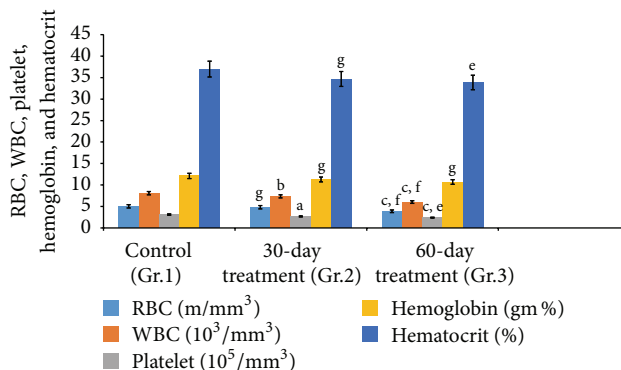 RBC, WBC, platelet,
hemoglobin, and hematocrit
45
40
35
30
25
20
15
10
5
0
g
b
a
g
g
c, f
c, f
c, e
g
e
Control
(Gr.1)
30-day
treatment (Gr.2)
60-day
treatment (Gr.3)
RBC (m/mm³)
WBC (10³/mm³)
Platelet (10⁵/mm³)
Hemoglobin (gm %)
Hematocrit (%)